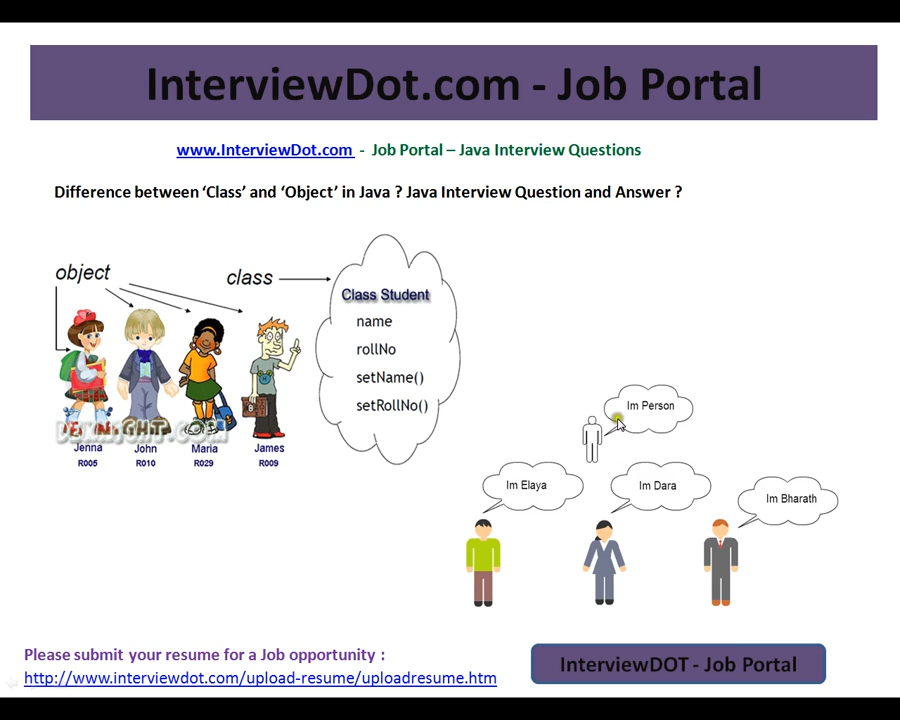 InterviewDot.com - Job Portal
www.InterviewDot.com - Job Portal – Java Interview Questions
Difference between ‘Class’ and ‘Object’ in Java ? Java Interview Question and Answer ?
object
class
Class Student
name
rollNo
setName()
setRollNo()
Jenna John Maria James
R005 R010 R029 R009
Im Person
Im Elaya
Im Dara
Im Bharath
Please submit your resume for a Job opportunity :
http://www.interviewdot.com/upload-resume/uploadresume.htm
InterviewDOT - Job Portal